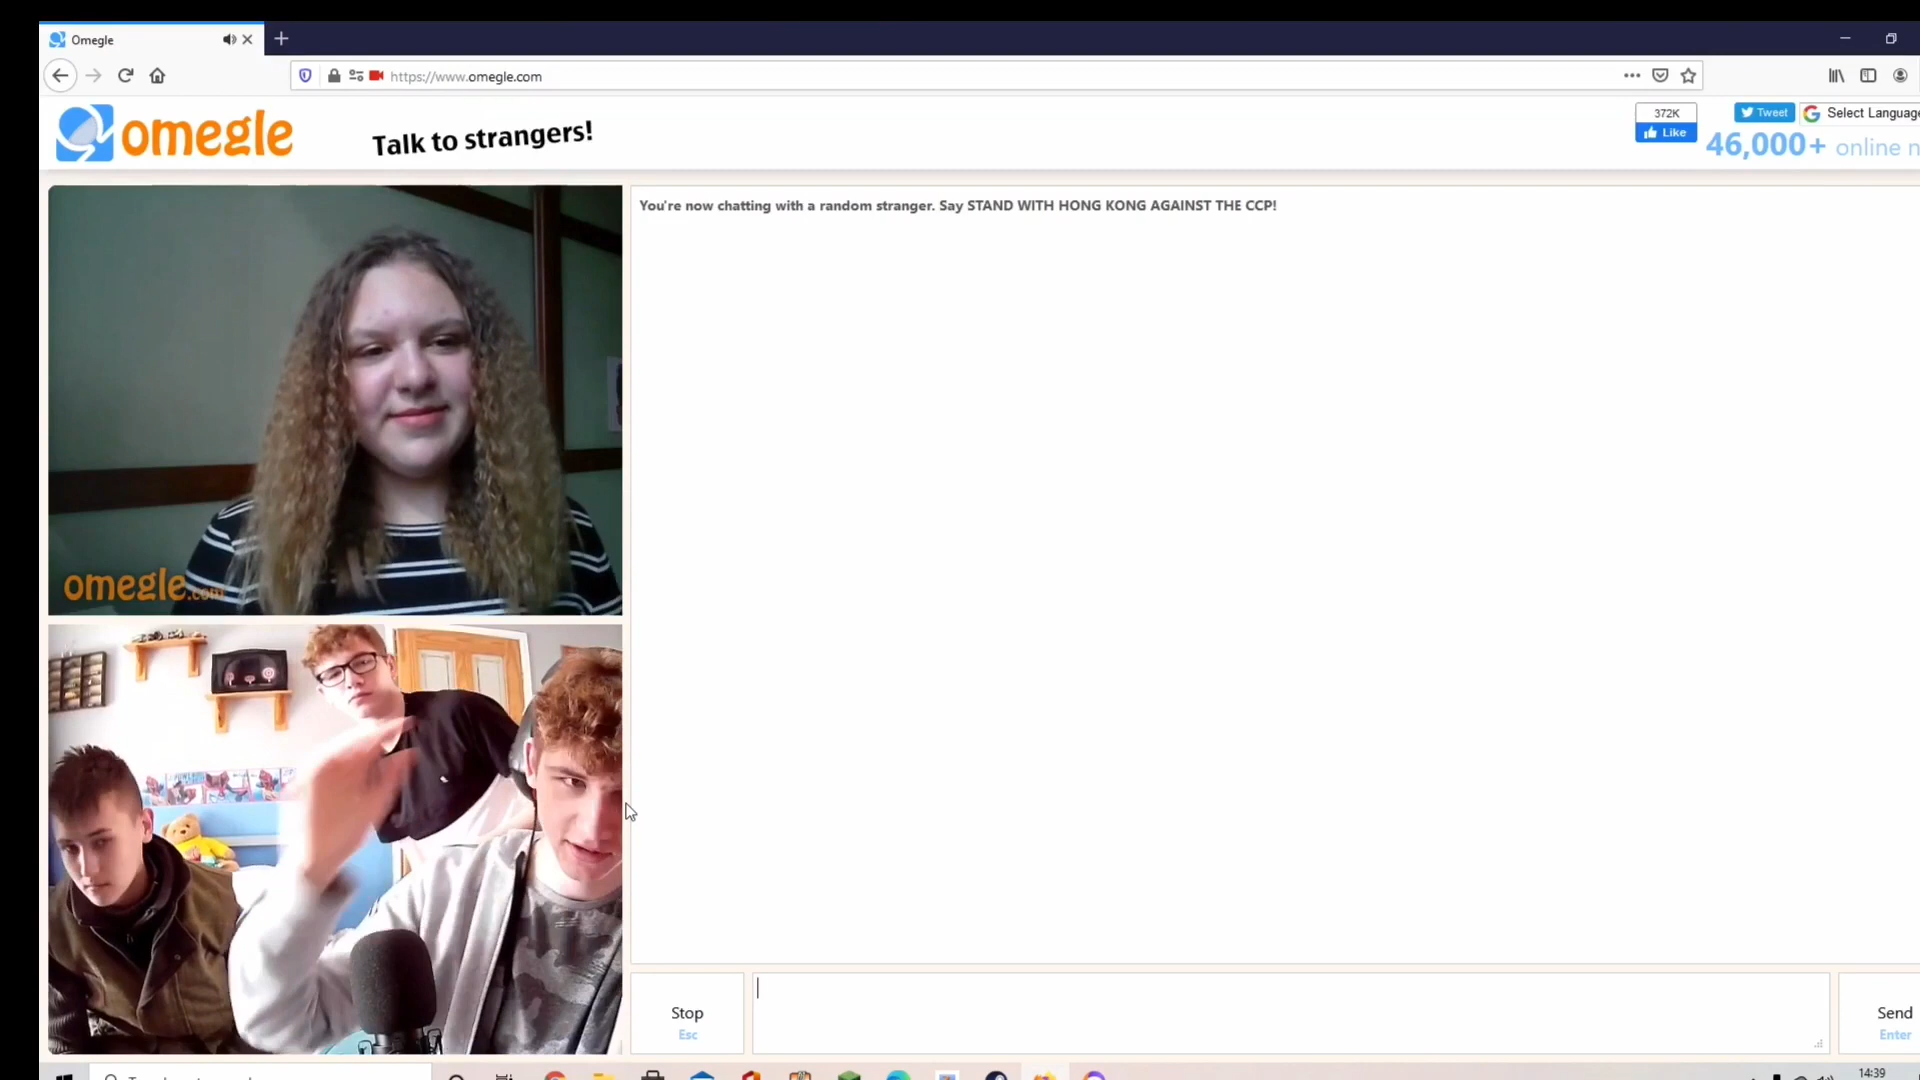 Omegle
https://www.omegle.com
omegle
Talk to strangers!
372K
Like
Tweet
Select Language
46,000+ online n
You're now chatting with a random stranger. Say STAND WITH HONG KONG AGAINST THE CCP!
omegle.com
Stop
Esc
Send
Enter
14:39